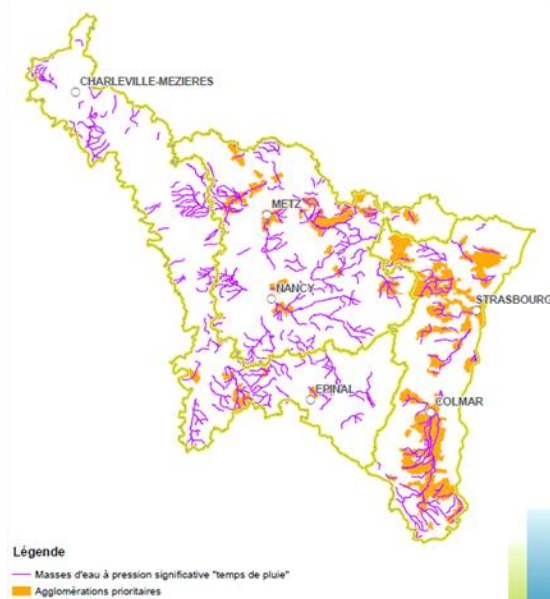 CHARLEVILLE-MEZIERES
METZ
NANCY
STRASBOURG
EPINAL
COLMAR
Légende
Masses d'eau à pression significative "temps de pluie"
Agglomérations prioritaires